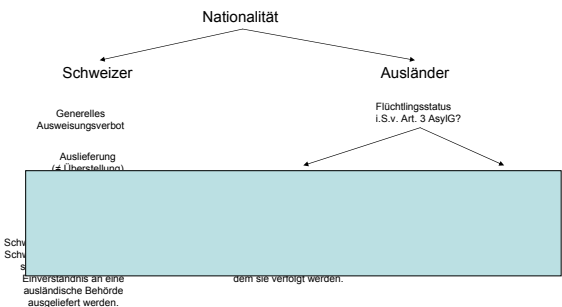 Nationalität
Schweizer
Ausländer
Generelles
Ausweisungsverbot
Flüchtlingsstatus
i.S.v. Art. 3 AsylG?
Auslieferung
(≠ Überstellung)
Einverständnis an eine
ausländische Behörde
ausgeliefert werden.
dem sie verfolgt werden.